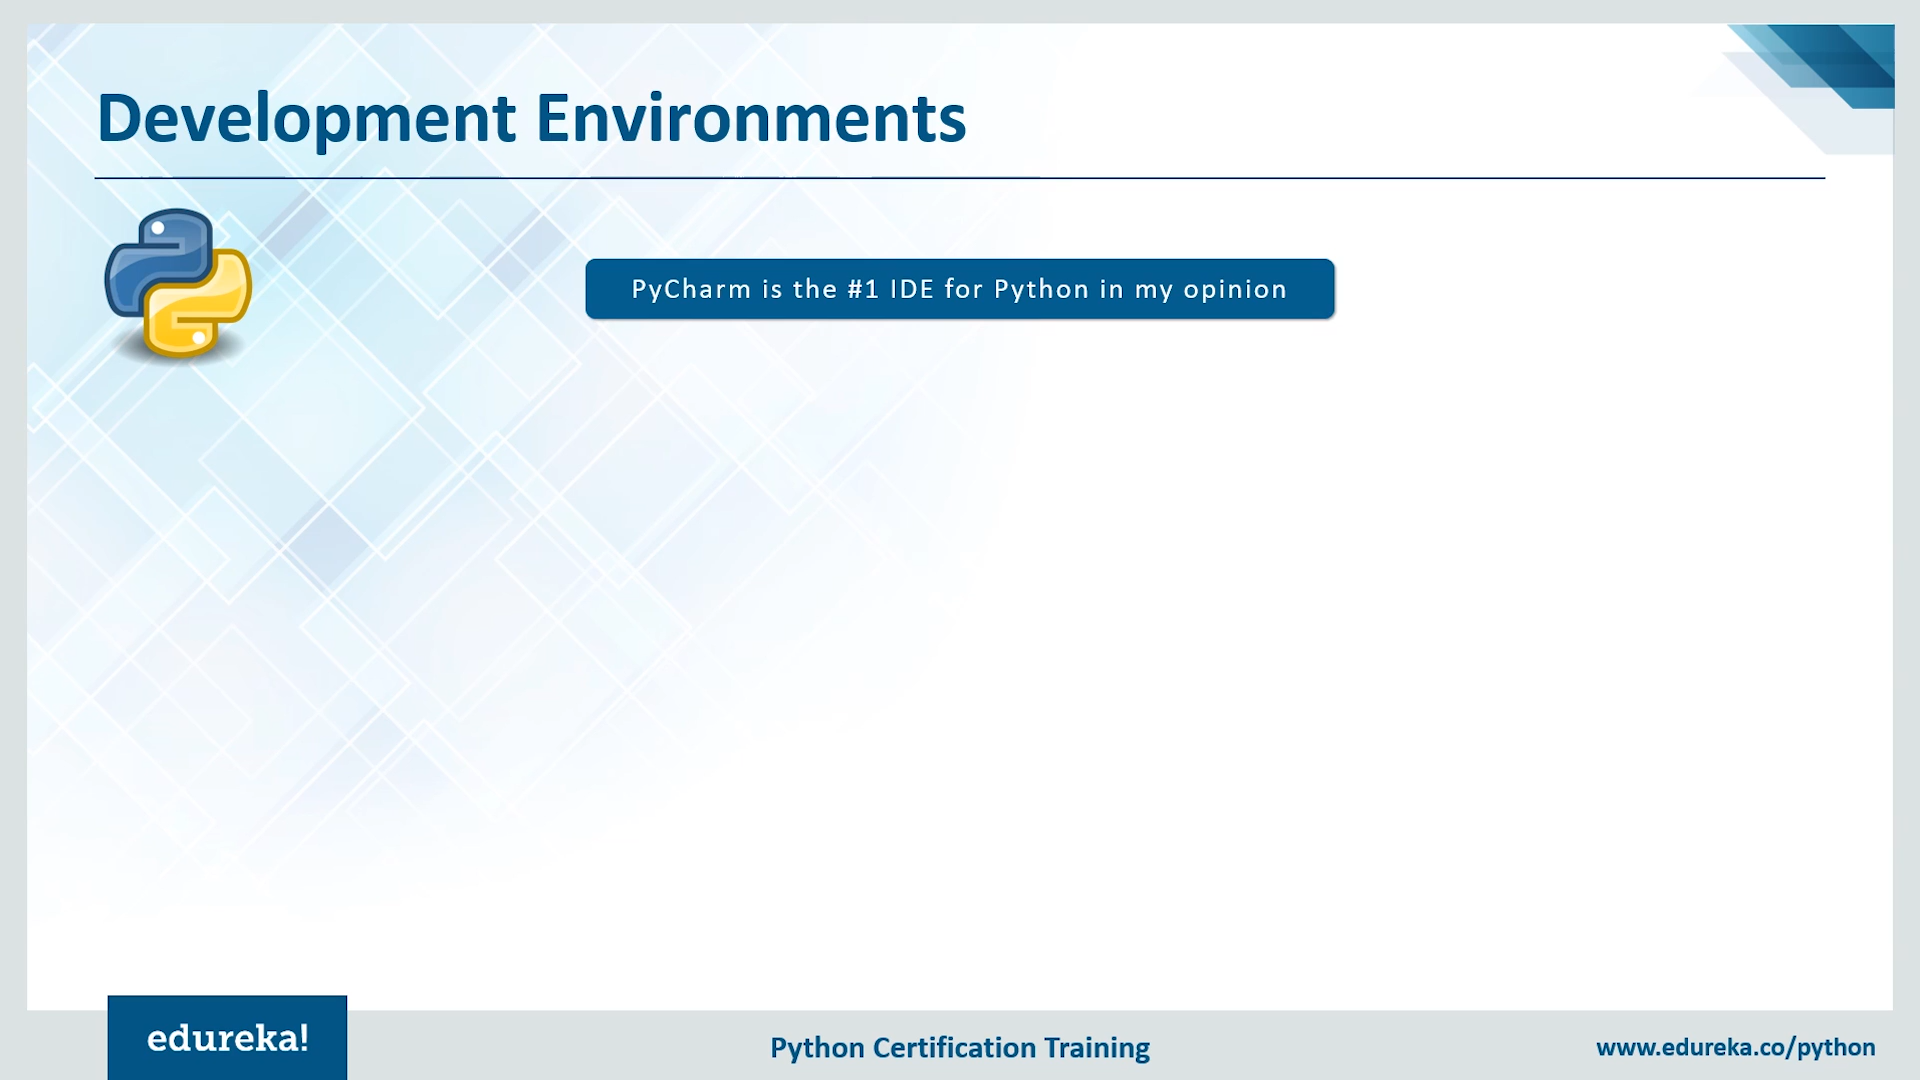 Development Environments
PyCharm is the #1 IDE for Python in my opinion
edureka!
Python Certification Training
www.edureka.co/python